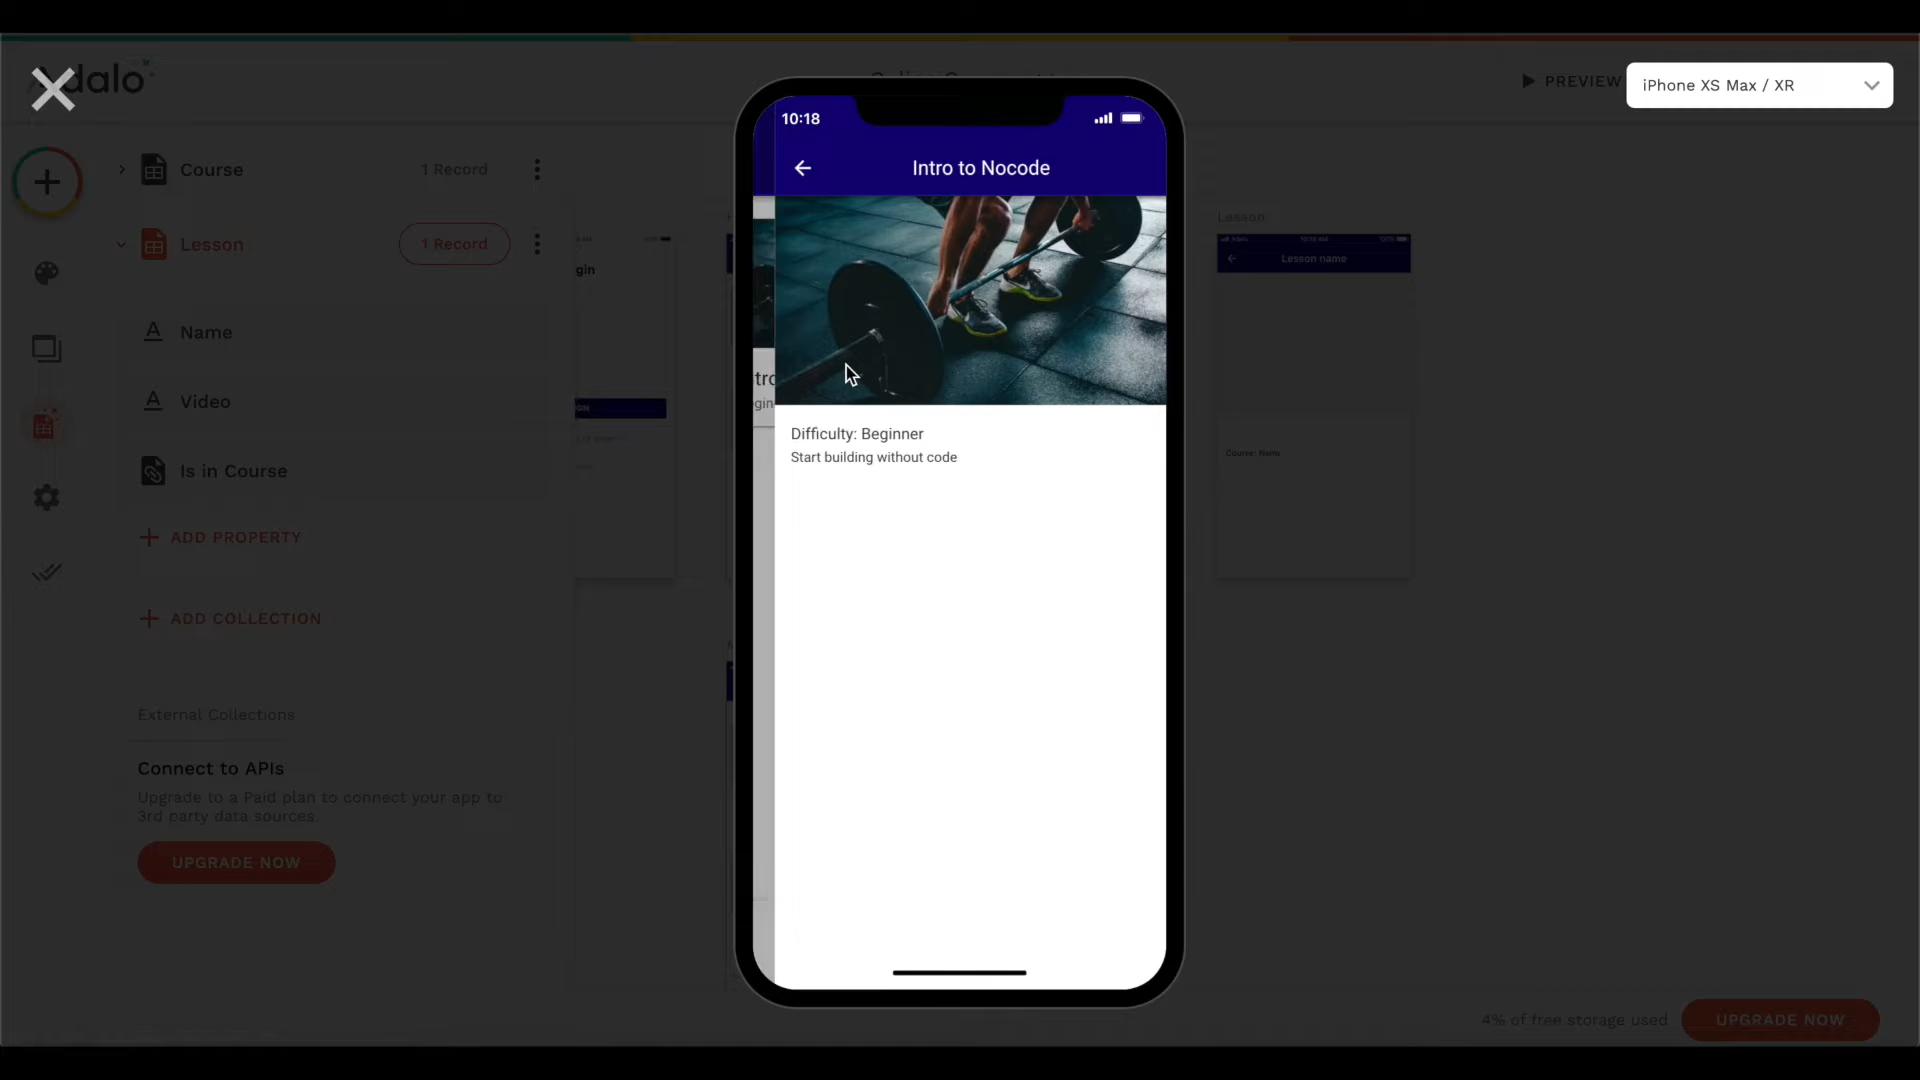 Adalo
PREVIEW
iPhone XS Max / XR
Course
1 Record
Lesson
1 Record
Name
Video
Is in Course
ADD PROPERTY
ADD COLLECTION
External Collections
Connect to APIs
Upgrade to a Paid plan to connect your app to
3rd party data sources.
UPGRADE NOW
10:18
Intro to Nocode
Difficulty: Beginner
Start building without code
Lesson
Lesson name
Course: Name
4% of free storage used
UPGRADE NOW